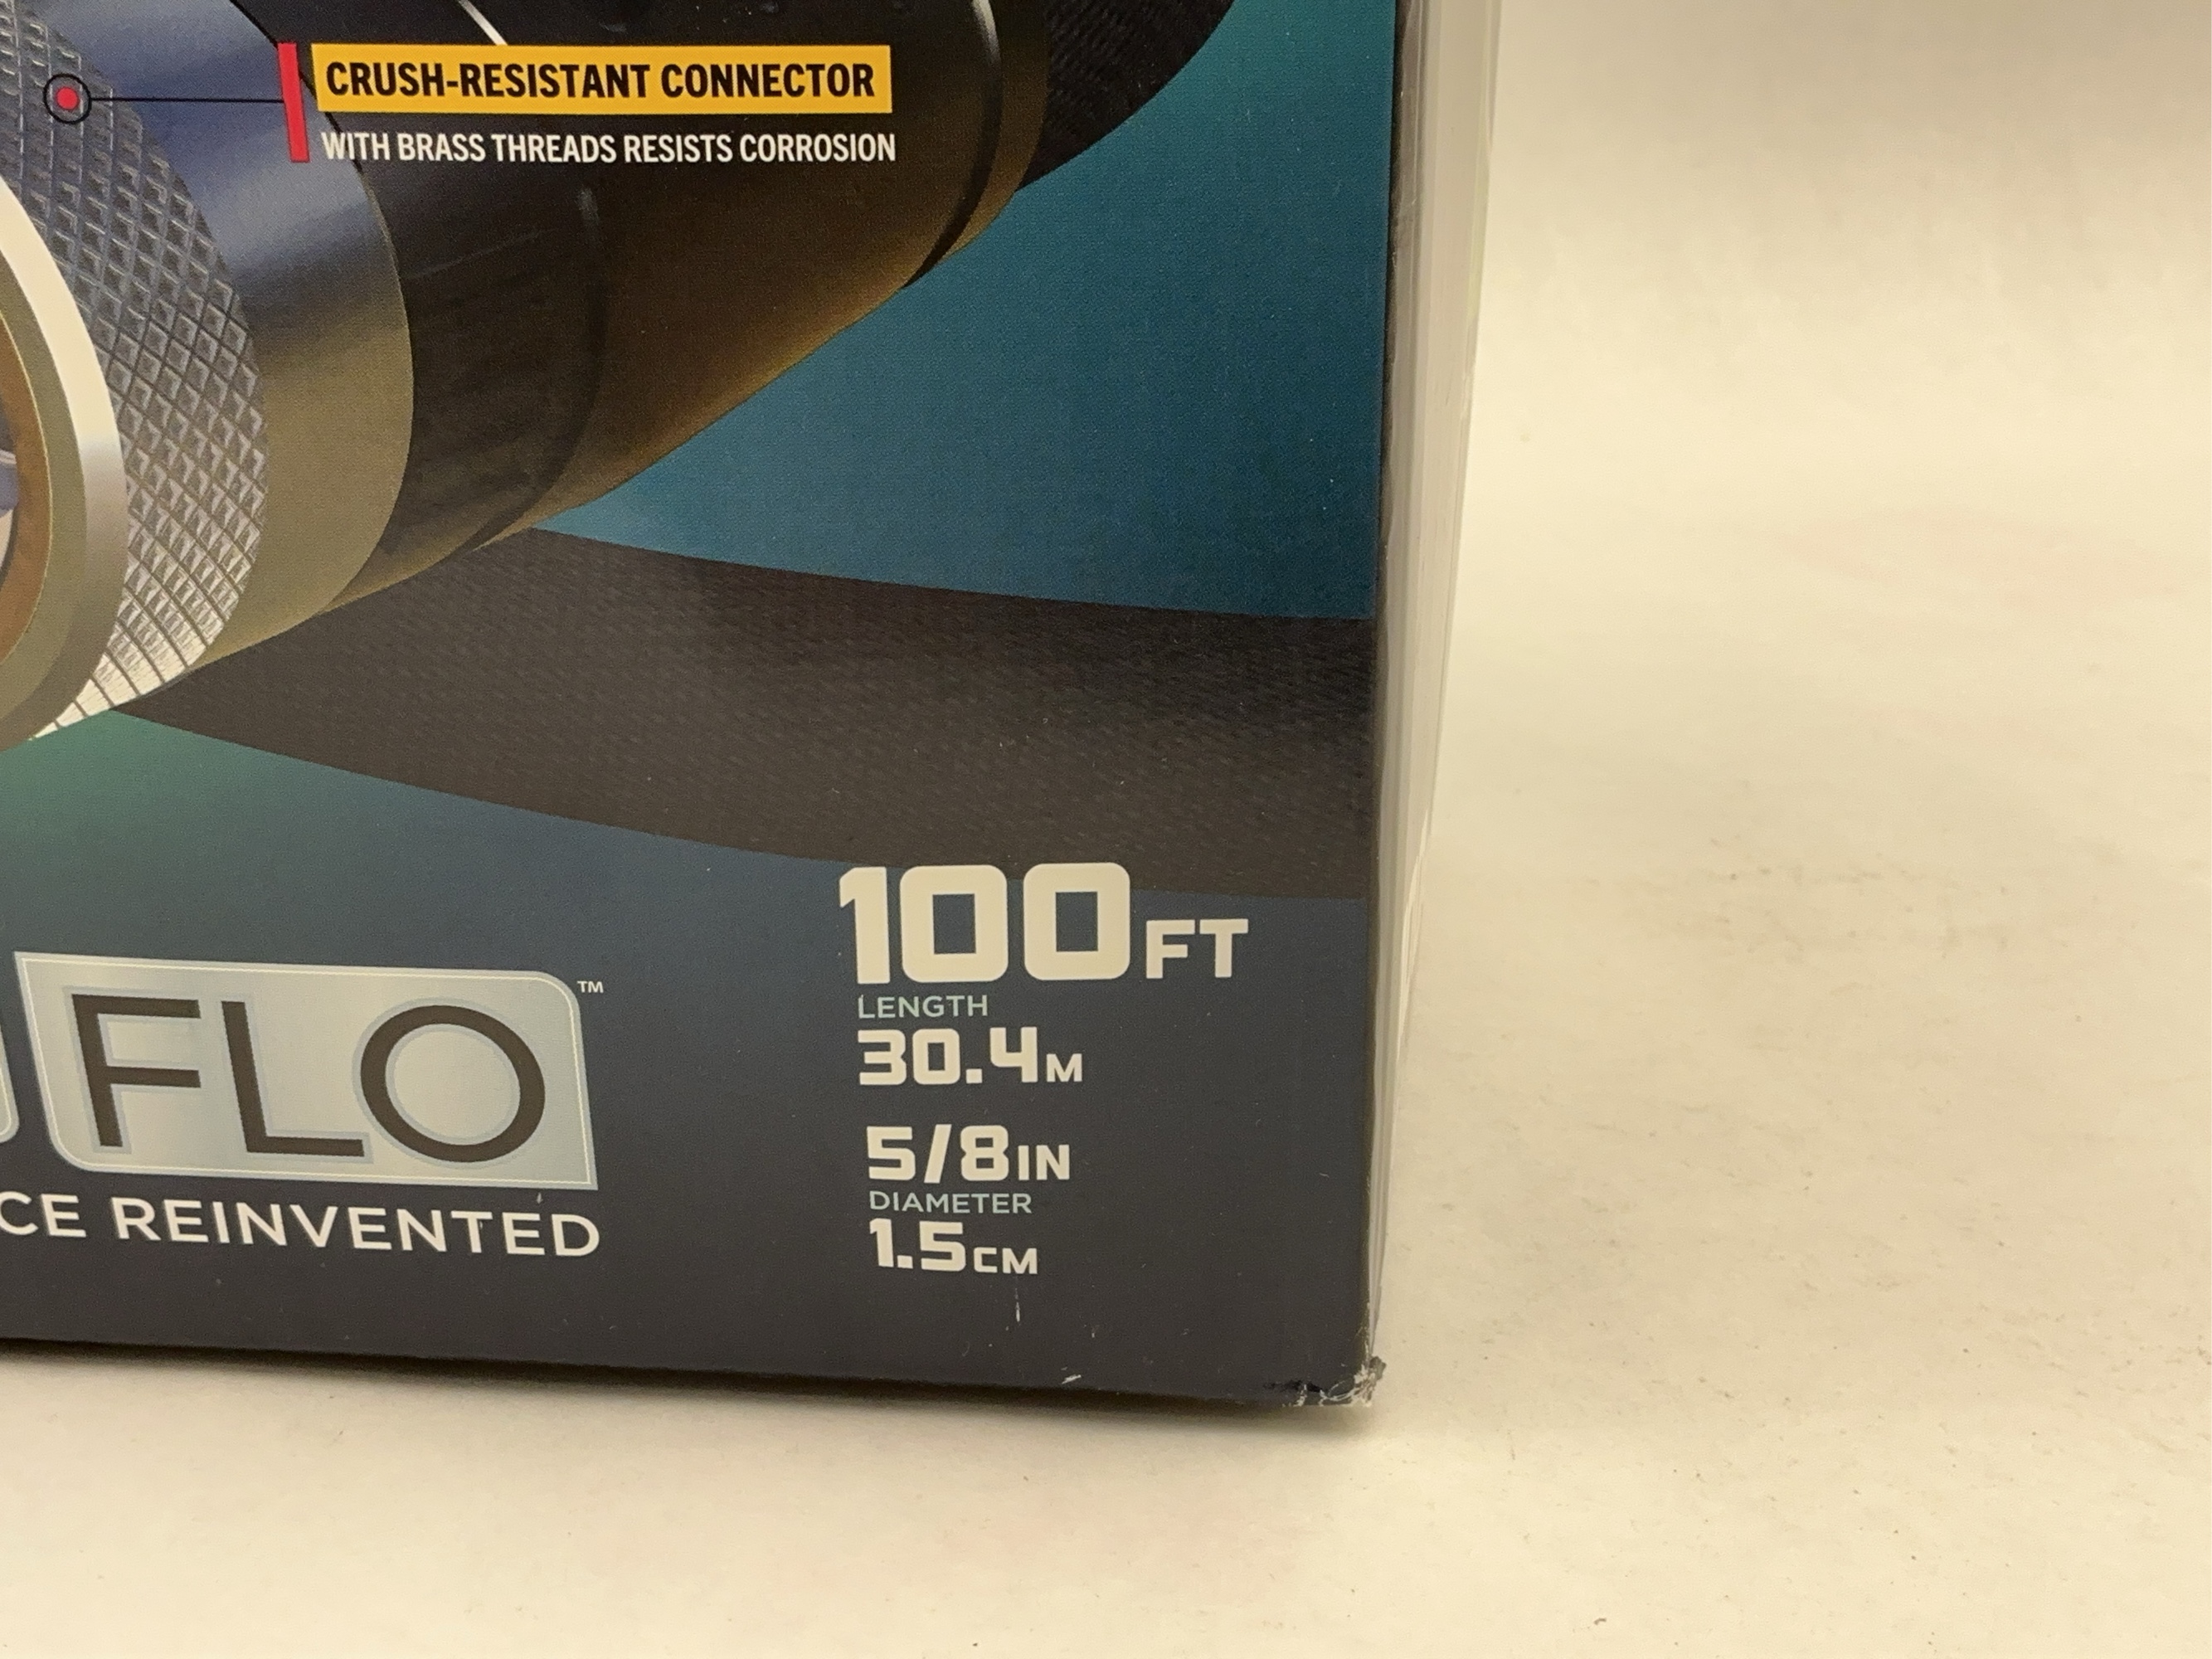 CRUSH-RESISTANT CONNECTOR
WITH BRASS THREADS RESISTS CORROSION
FLO™
CE REINVENTED
100FT
LENGTH
30.4M
5/8IN
DIAMETER
1.5CM